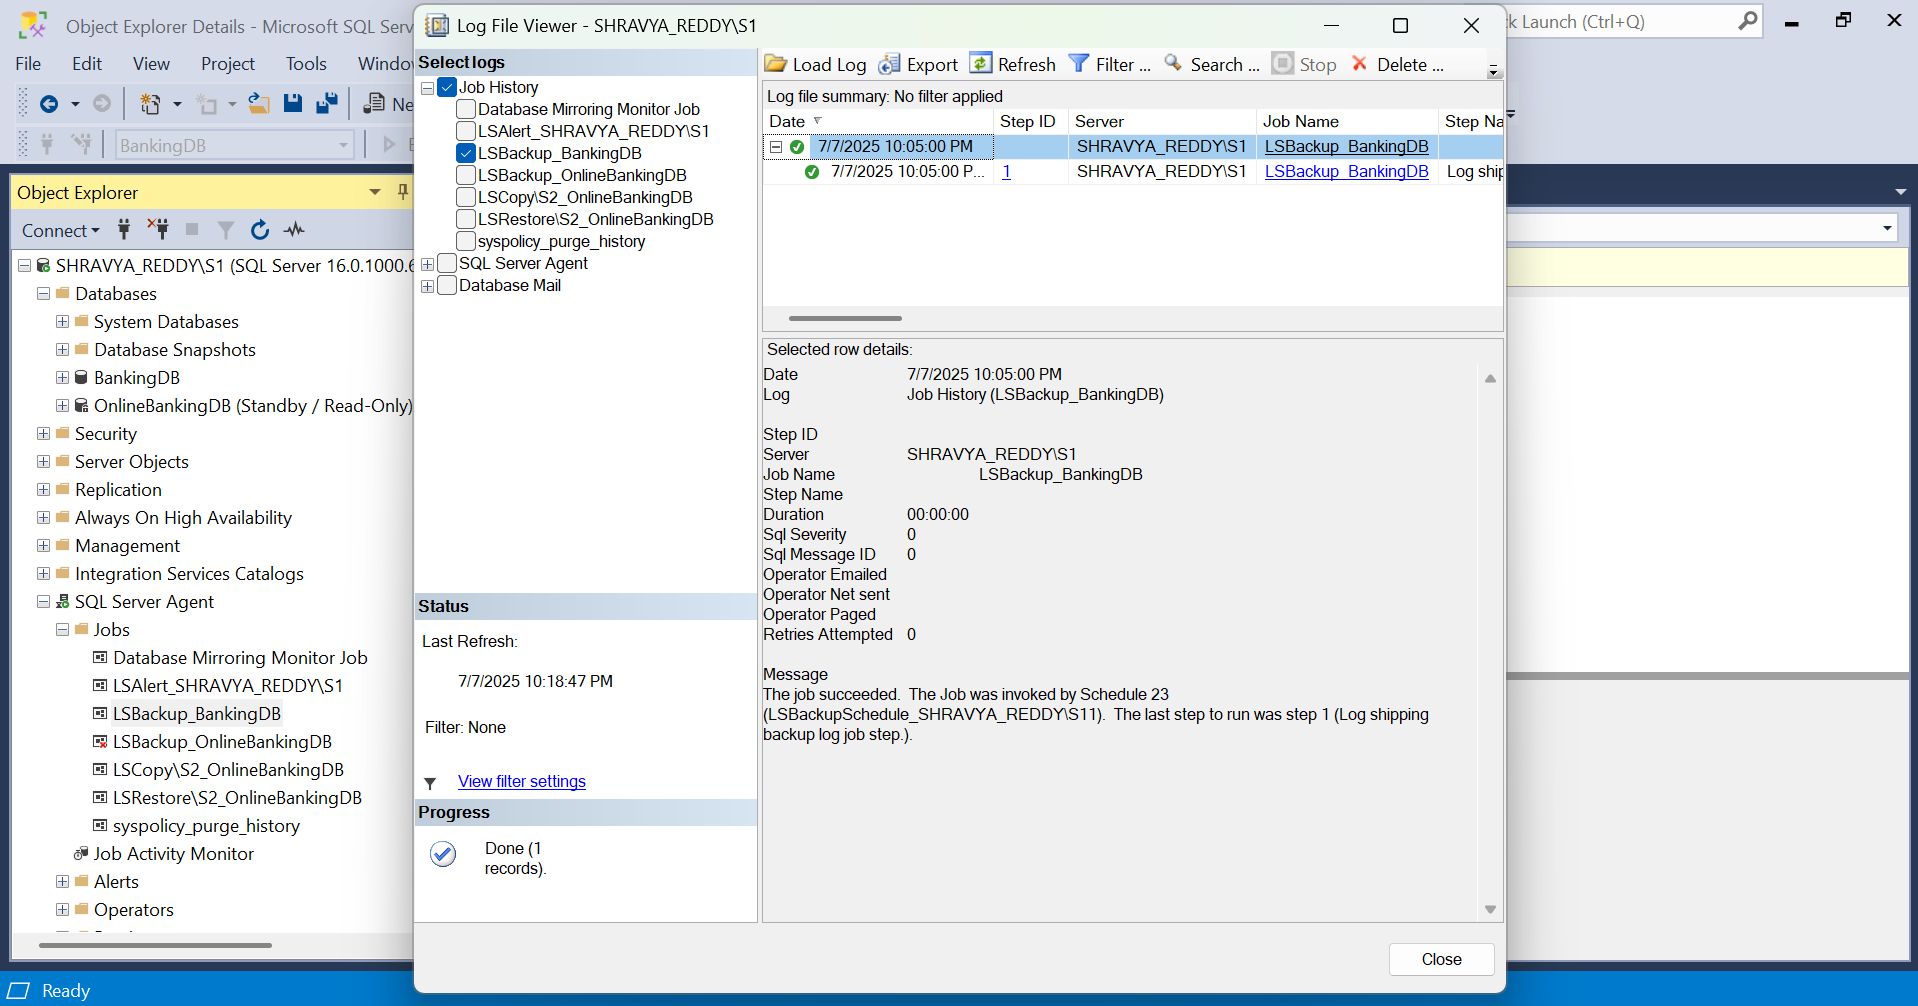 Object Explorer Details - Microsoft SQL Serv
Log File Viewer - SHRAVYA_REDDY\S1
ck Launch (Ctrl+Q)
File Edit View Project Tools Window
Ne
BankingDB
Object Explorer
Connect
SHRAVYA_REDDY\S1 (SQL Server 16.0.1000.6
Databases
System Databases
Database Snapshots
BankingDB
OnlineBankingDB (Standby / Read-Only)
Security
Server Objects
Replication
Always On High Availability
Management
Integration Services Catalogs
SQL Server Agent
Jobs
Database Mirroring Monitor Job
LSAlert_SHRAVYA_REDDY\S1
LSBackup_BankingDB
LSBackup_OnlineBankingDB
LSCopy\S2_OnlineBankingDB
LSRestore\S2_OnlineBankingDB
syspolicy_purge_history
Job Activity Monitor
Alerts
Operators
Ready
Select logs
Job History
Database Mirroring Monitor Job
LSAlert_SHRAVYA_REDDY\S1
LSBackup_BankingDB
LSBackup_OnlineBankingDB
LSCopy\S2_OnlineBankingDB
LSRestore\S2_OnlineBankingDB
syspolicy_purge_history
SQL Server Agent
Database Mail
Status
Last Refresh:
7/7/2025 10:18:47 PM
Filter: None
View filter settings
Progress
Done (1
records).
Load Log Export Refresh Filter ... Search ... Stop Delete ...
Log file summary: No filter applied
Date Step ID Server Job Name Step Na
7/7/2025 10:05:00 PM SHRAVYA_REDDY\S1 LSBackup_BankingDB
7/7/2025 10:05:00 P... 1 SHRAVYA_REDDY\S1 LSBackup_BankingDB Log ship
Selected row details:
Date 7/7/2025 10:05:00 PM
Log Job History (LSBackup_BankingDB)
Step ID
Server SHRAVYA_REDDY\S1
Job Name LSBackup_BankingDB
Step Name
Duration 00:00:00
Sql Severity 0
Sql Message ID 0
Operator Emailed
Operator Net sent
Operator Paged
Retries Attempted 0
Message
The job succeeded.  The Job was invoked by Schedule 23
(LSBackupSchedule_SHRAVYA_REDDY\S11).  The last step to run was step 1 (Log shipping
backup log job step.).
Close